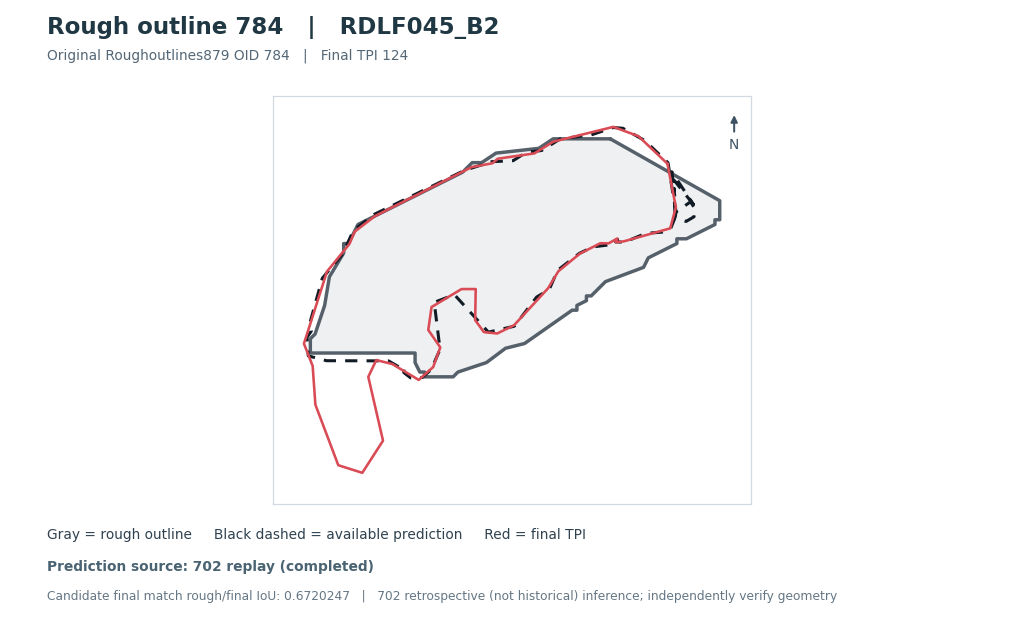 Rough outline 784 | RDLF045_B2
Original Roughoutlines879 OID 784 | Final TPI 124
N
Gray = rough outline Black dashed = available prediction Red = final TPI
Prediction source: 702 replay (completed)
Candidate final match rough/final IoU: 0.6720247 | 702 retrospective (not historical) inference; independently verify geometry